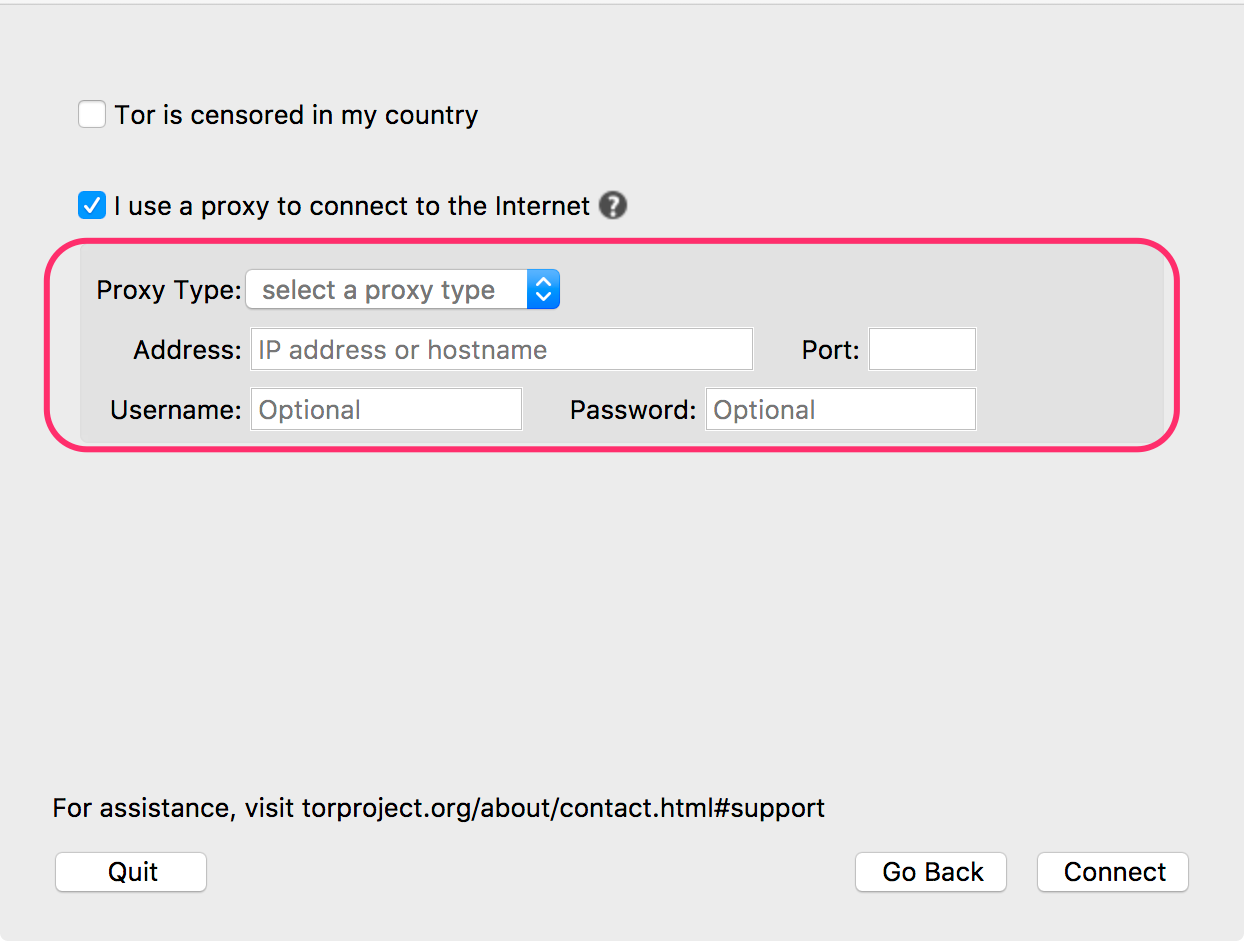 Tor is censored in my country
I use a proxy to connect to the Internet ?
Proxy Type: select a proxy type
Address: IP address or hostname Port:
Username: Optional Password: Optional
For assistance, visit torproject.org/about/contact.html#support
Quit Go Back Connect